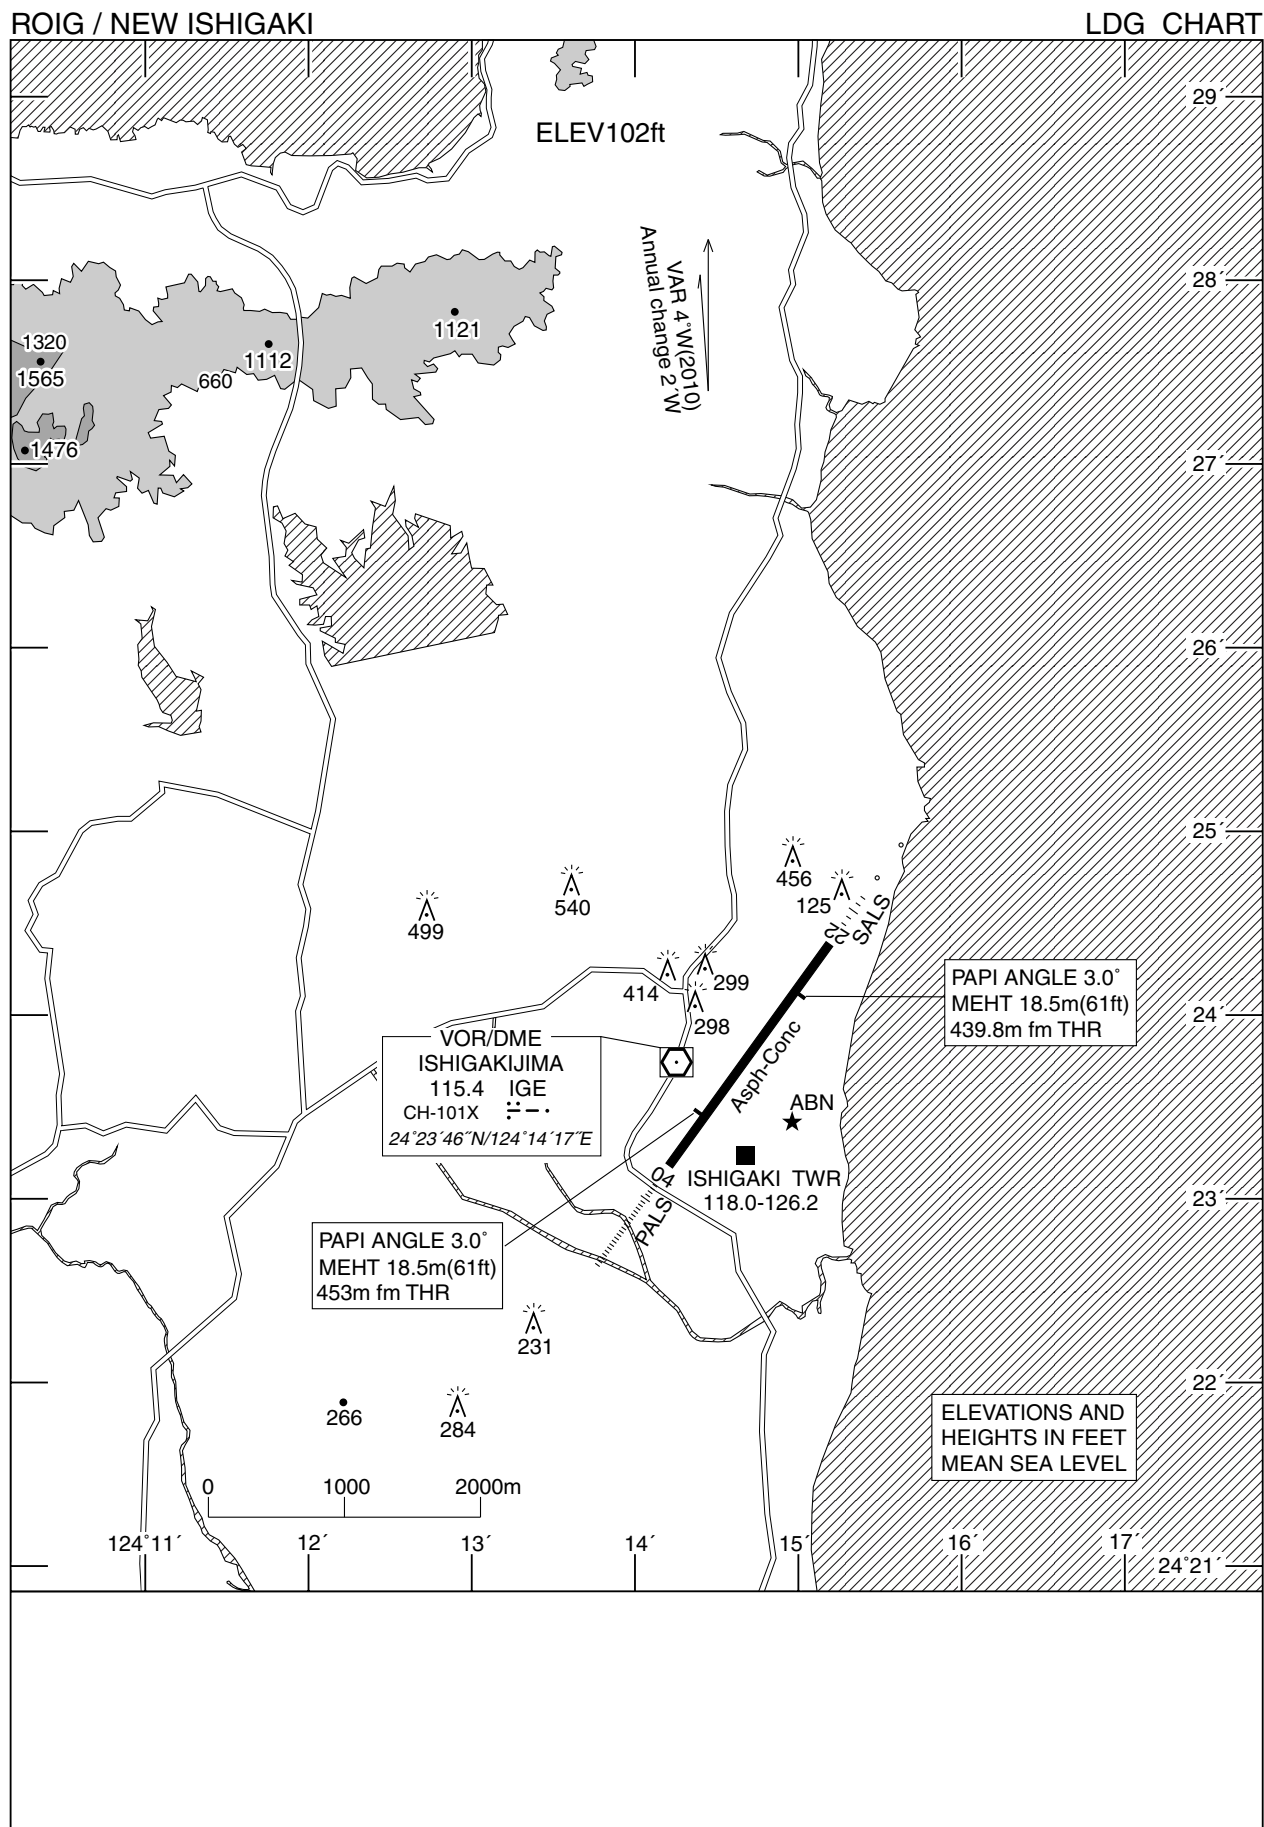 ROIG / NEW ISHIGAKI
LDG CHART
29´
ELEV102ft
VAR 4˚W(2010)
Annual change 2´W
28´
1121
1320
1112
1565
660
1476
27´
26´
25´
456
125
540
499
SALS
22
414
299
298
PAPI ANGLE 3.0˚
MEHT 18.5m(61ft)
439.8m fm THR
24´
VOR/DME
ISHIGAKIJIMA
115.4 IGE
CH-101X
24˚23´46˝N/124˚14´17˝E
Asph-Conc
ABN
04
ISHIGAKI TWR
118.0-126.2
23´
PALS
PAPI ANGLE 3.0˚
MEHT 18.5m(61ft)
453m fm THR
231
22´
266
284
ELEVATIONS AND
HEIGHTS IN FEET
MEAN SEA LEVEL
0 1000 2000m
124˚11´ 12´ 13´ 14´ 15´ 16´ 17´
24˚21´